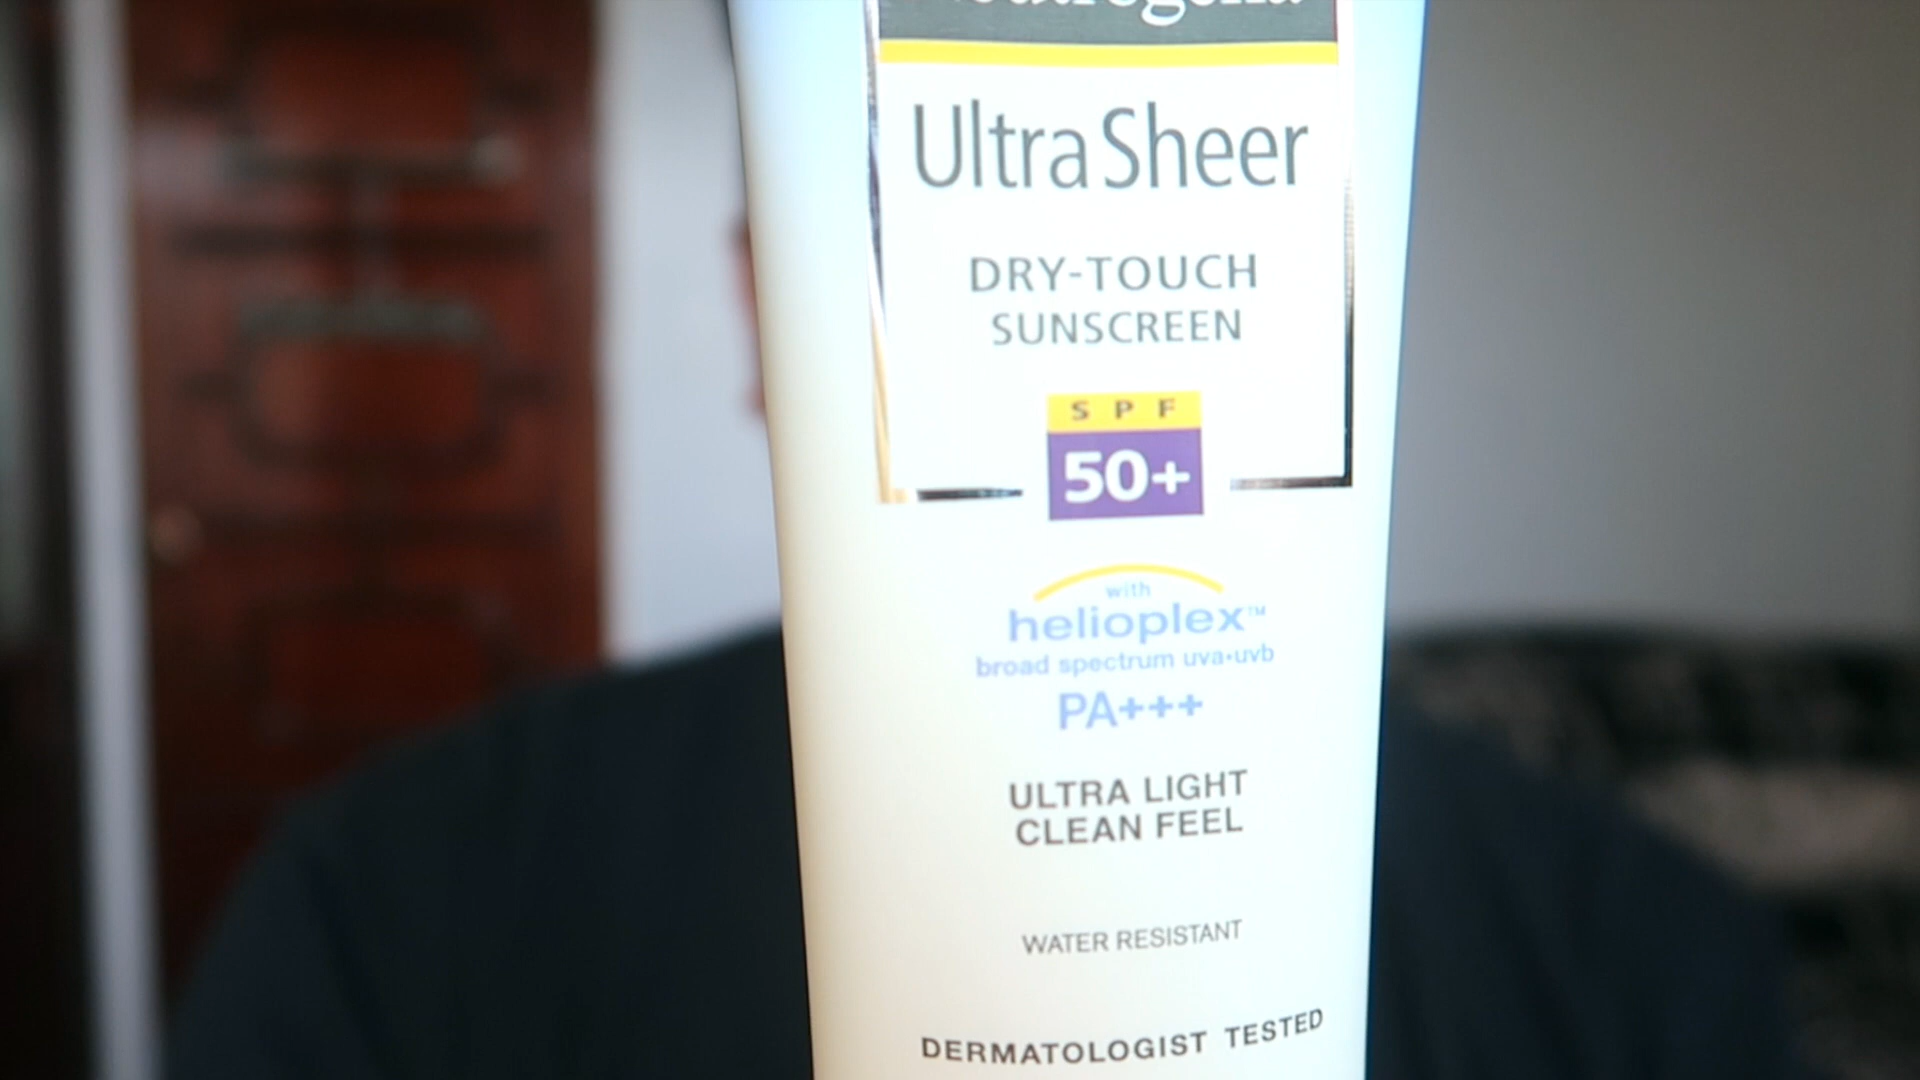 Ultra Sheer
DRY-TOUCH
SUNSCREEN
SPF
50+
with
helioplex™
broad spectrum uva•uvb
PA+++
ULTRA LIGHT
CLEAN FEEL
WATER RESISTANT
DERMATOLOGIST TESTED